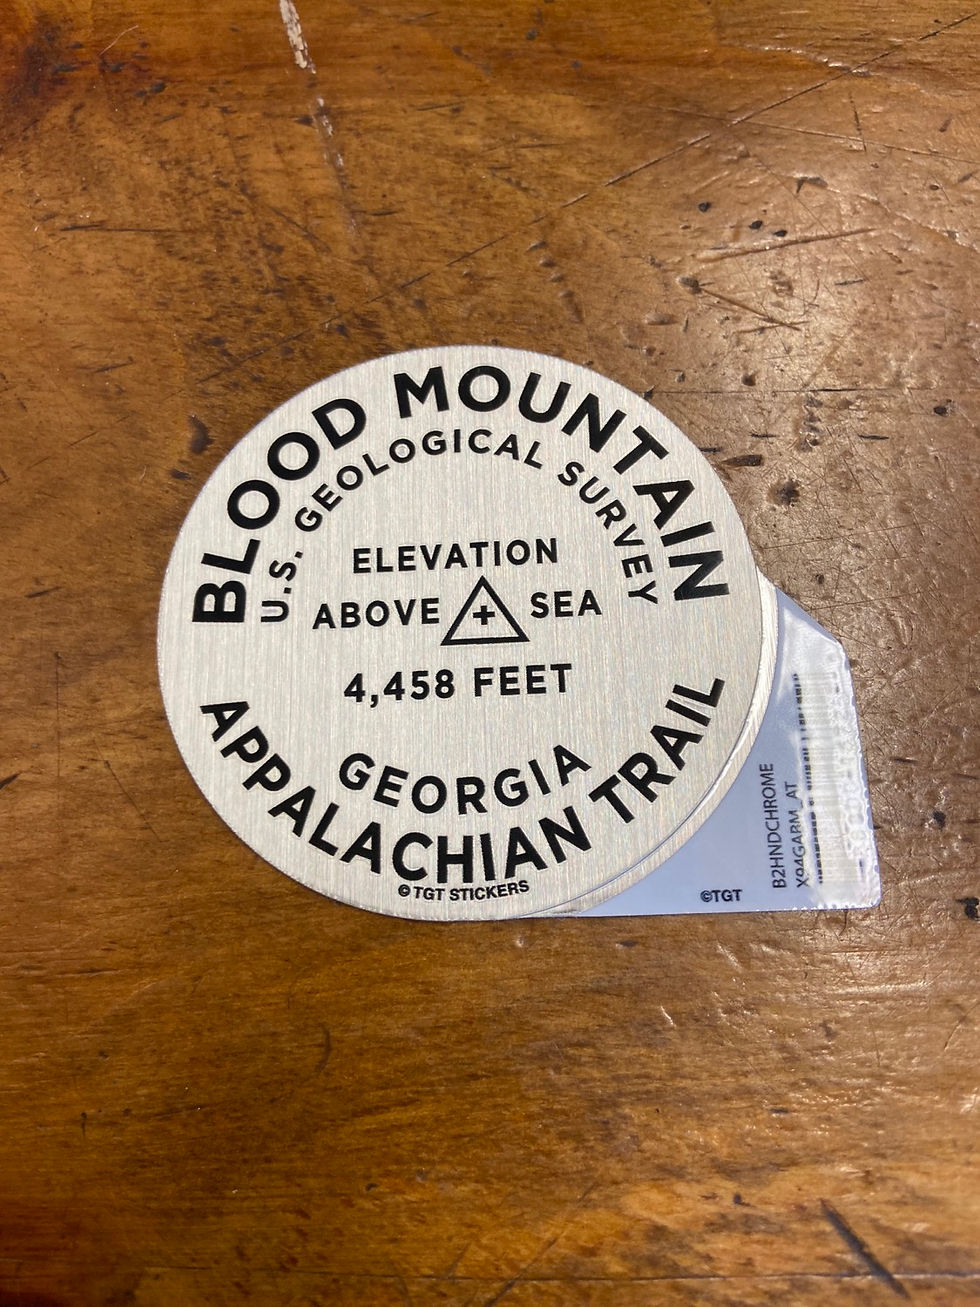 BLOOD MOUNTAIN
U.S. GEOLOGICAL SURVEY
ELEVATION
ABOVE SEA
4,458 FEET
GEORGIA
APPALACHIAN TRAIL
© TGT STICKERS
©TGT
B2HNDCHROME
X94GARM_AT